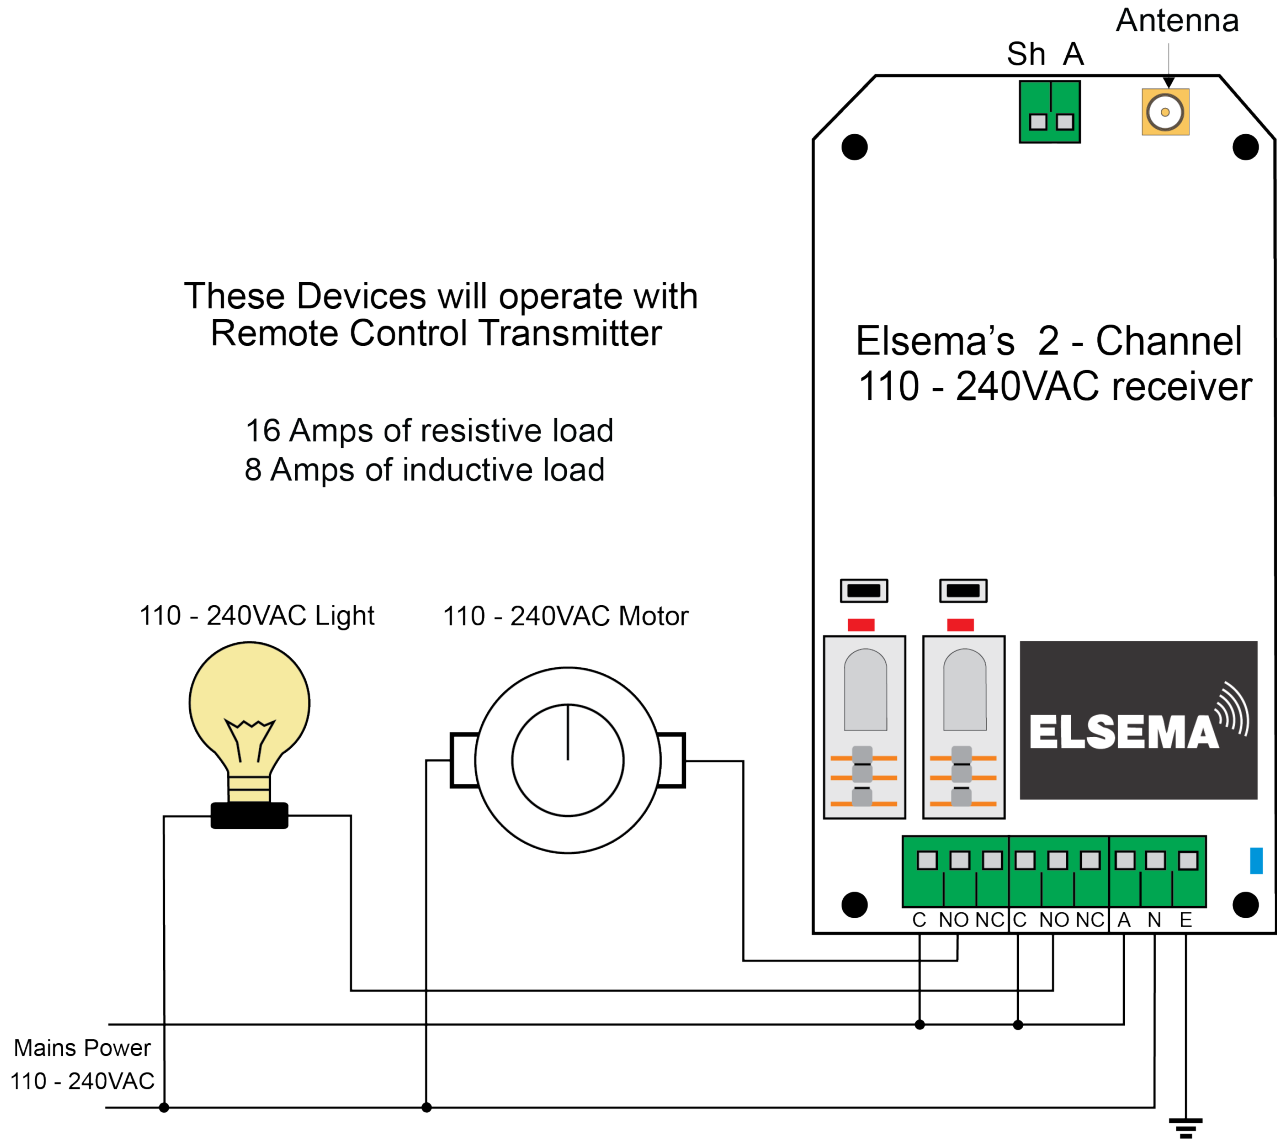 Antenna
Sh A
These Devices will operate with
Remote Control Transmitter
Elsema’s 2 - Channel
110 - 240VAC receiver
16 Amps of resistive load
8 Amps of inductive load
110 - 240VAC Light
110 - 240VAC Motor
ELSEMA
C NO NC C NO NC A N E
Mains Power
110 - 240VAC